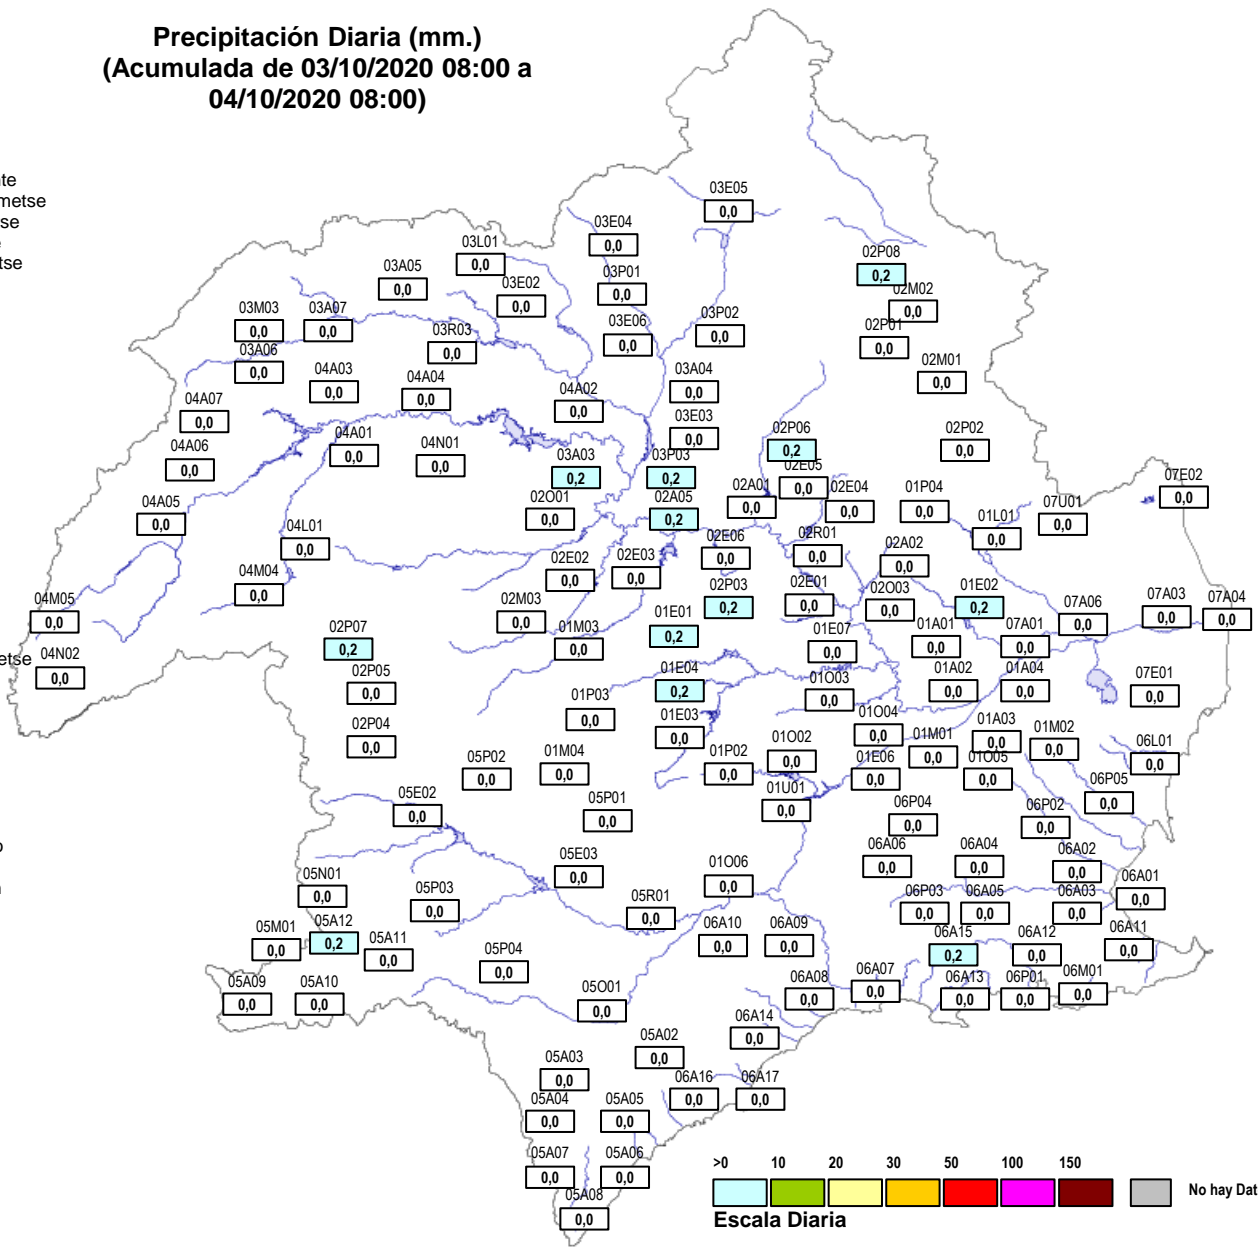 Precipitación Diaria (mm.)
(Acumulada de 03/10/2020 08:00 a
04/10/2020 08:00)
te
metse
se
tse
etse
03E05
0,0
03E04
0,0
03L01
0,0
02P08
0,2
03A05
0,0
03P01
0,0
03E02
0,0
02M02
0,0
03M03
0,0
03A07
0,0
03P02
0,0
03E06
0,0
03R03
0,0
02P01
0,0
03A06
0,0
02M01
0,0
04A03
0,0
04A04
0,0
03A04
0,0
04A02
0,0
04A07
0,0
03E03
0,0
02P06
0,2
02P02
0,0
04A01
0,0
04N01
0,0
04A06
0,0
03A03
0,2
03P03
0,2
02E05
0,0
07E02
0,0
02A01
0,0
02E04
0,0
01P04
0,0
04A05
0,0
02O01
0,0
02A05
0,2
07U01
0,0
01L01
0,0
04L01
0,0
02E06
0,0
02R01
0,0
02A02
0,0
02E02
0,0
02E03
0,0
04M04
0,0
02P03
0,2
02E01
0,0
02O03
0,0
01E02
0,2
07A03
0,0
07A04
0,0
04M05
0,0
02M03
0,0
07A06
0,0
01E01
0,2
02P07
0,2
01M03
0,0
01E07
0,0
01A01
0,0
07A01
0,0
04N02
0,0
02P05
0,0
01E04
0,2
01O03
0,0
01A02
0,0
01A04
0,0
07E01
0,0
01P03
0,0
01E03
0,0
01O04
0,0
01A03
0,0
01M02
0,0
02P04
0,0
01M01
0,0
06L01
0,0
05P02
0,0
01M04
0,0
01P02
0,0
01O02
0,0
01E06
0,0
01O05
0,0
06P05
0,0
01U01
0,0
05E02
0,0
05P01
0,0
06P04
0,0
06P02
0,0
05E03
0,0
06A06
0,0
06A04
0,0
06A02
0,0
05N01
0,0
01O06
0,0
06A01
0,0
05P03
0,0
05R01
0,0
06P03
0,0
06A05
0,0
06A03
0,0
05M01
0,0
05A12
0,2
06A10
0,0
06A09
0,0
06A15
0,2
06A12
0,0
06A11
0,0
05A11
0,0
05P04
0,0
05A09
0,0
05A10
0,0
05O01
0,0
06A08
0,0
06A07
0,0
06A13
0,0
06P01
0,0
06M01
0,0
06A14
0,0
05A02
0,0
05A03
0,0
06A16
0,0
06A17
0,0
05A04
0,0
05A05
0,0
05A07
0,0
05A06
0,0
05A08
0,0
>0 10 20 30 50 100 150
No hay Dat
Escala Diaria